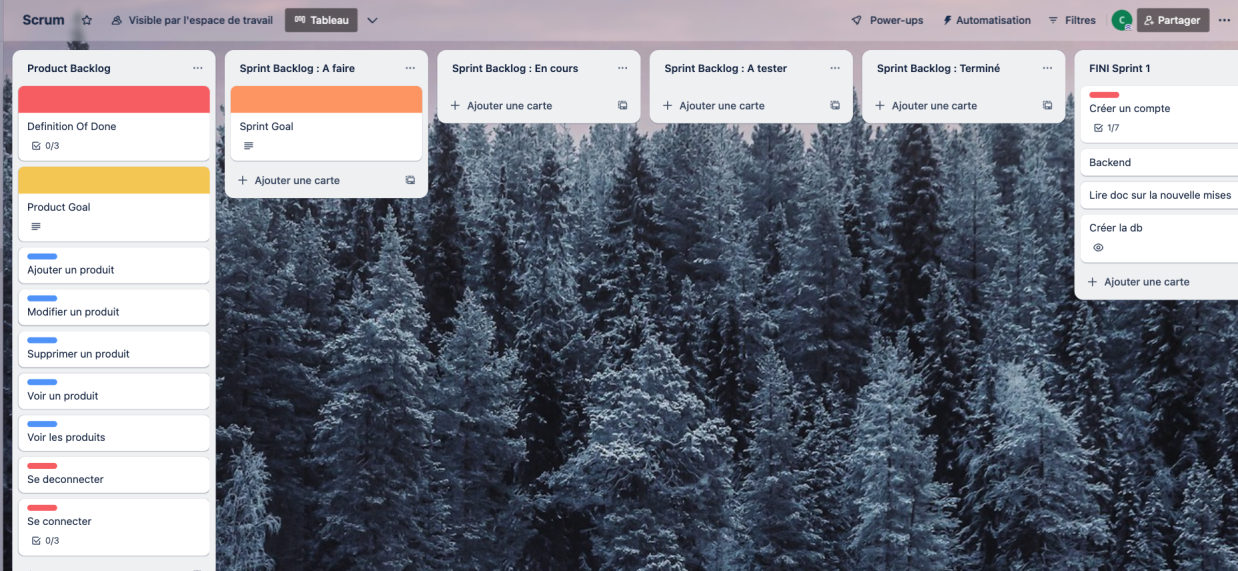 Scrum
Visible par l'espace de travail
Tableau
Power-ups
Automatisation
Filtres
C
Partager
Product Backlog
Definition Of Done
0/3
Product Goal
Ajouter un produit
Modifier un produit
Supprimer un produit
Voir un produit
Voir les produits
Se deconnecter
Se connecter
0/3
Sprint Backlog : A faire
Sprint Goal
Ajouter une carte
Sprint Backlog : En cours
Ajouter une carte
Sprint Backlog : A tester
Ajouter une carte
Sprint Backlog : Terminé
Ajouter une carte
FINI Sprint 1
Créer un compte
1/7
Backend
Lire doc sur la nouvelle mises
Créer la db
Ajouter une carte